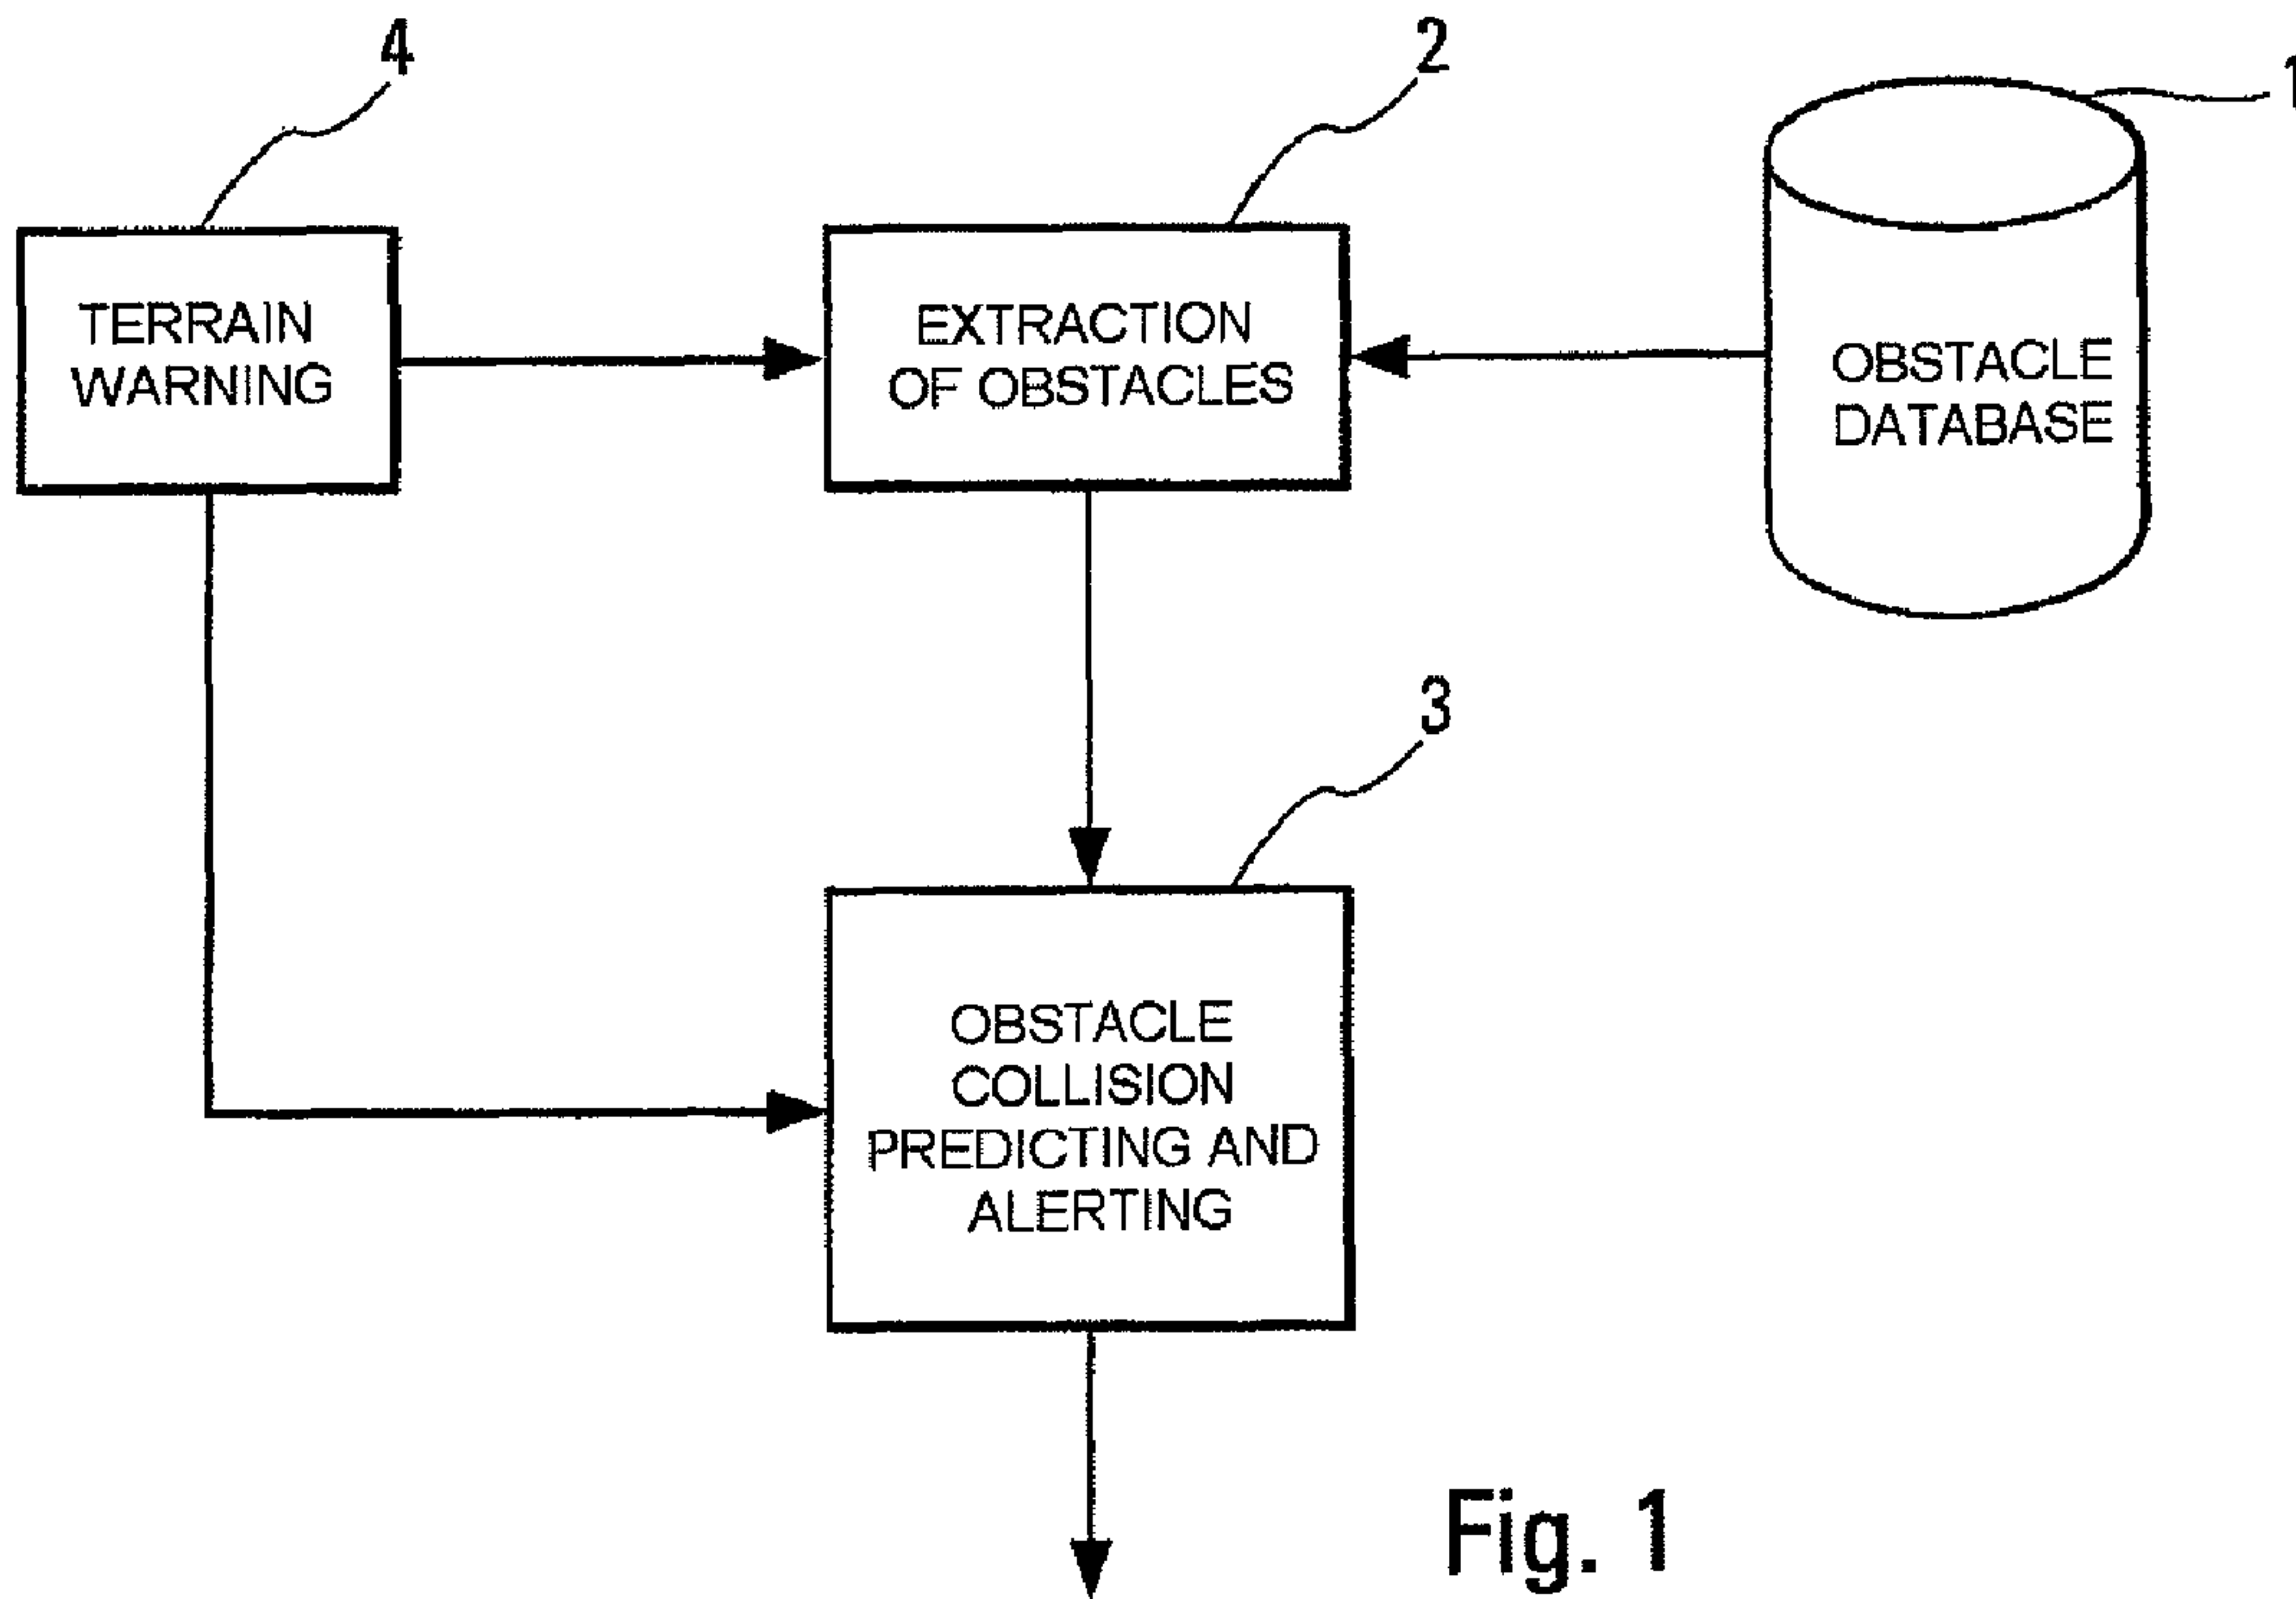 4
2
1
TERRAIN
WARNING
EXTRACTION
OF OBSTACLES
OBSTACLE
DATABASE
3
OBSTACLE
COLLISION
PREDICTING AND
ALERTING
Fig. 1